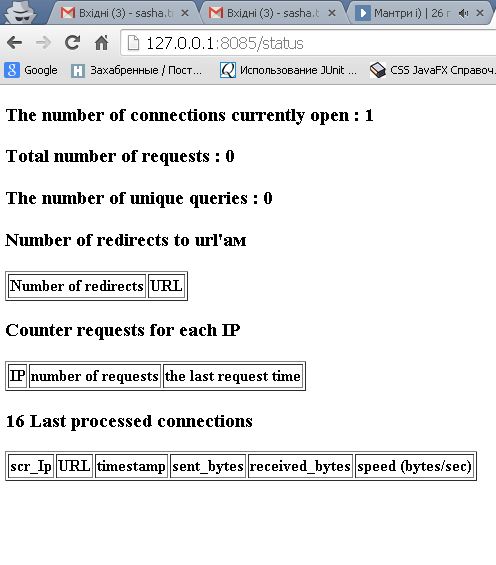 Вхідні (3) - sasha.t
Вхідні (3) - sasha.t
Мантри і) | 26 г
127.0.0.1:8085/status
Google
Захабренные / Пост...
Использование JUnit ...
CSS JavaFX Справоч.
The number of connections currently open : 1
Total number of requests : 0
The number of unique queries : 0
Number of redirects to url'ам
Number of redirects URL
Counter requests for each IP
IP number of requests the last request time
16 Last processed connections
scr_Ip URL timestamp sent_bytes received_bytes speed (bytes/sec)